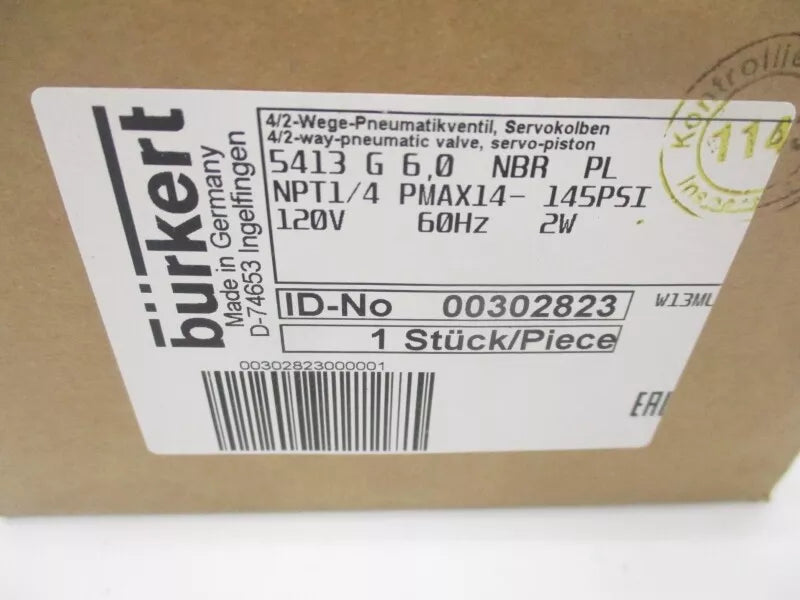 bürkert
Made in Germany
D-74653 Ingelfingen
4/2-Wege-Pneumatikventil, Servokolben
4/2-way-pneumatic valve, servo-piston
5413 G 6,0 NBR PL
NPT1/4 PMAX14- 145PSI
120V 60Hz 2W
ID-No 00302823
W13ML
1 Stück/Piece
00302823000001
EAC